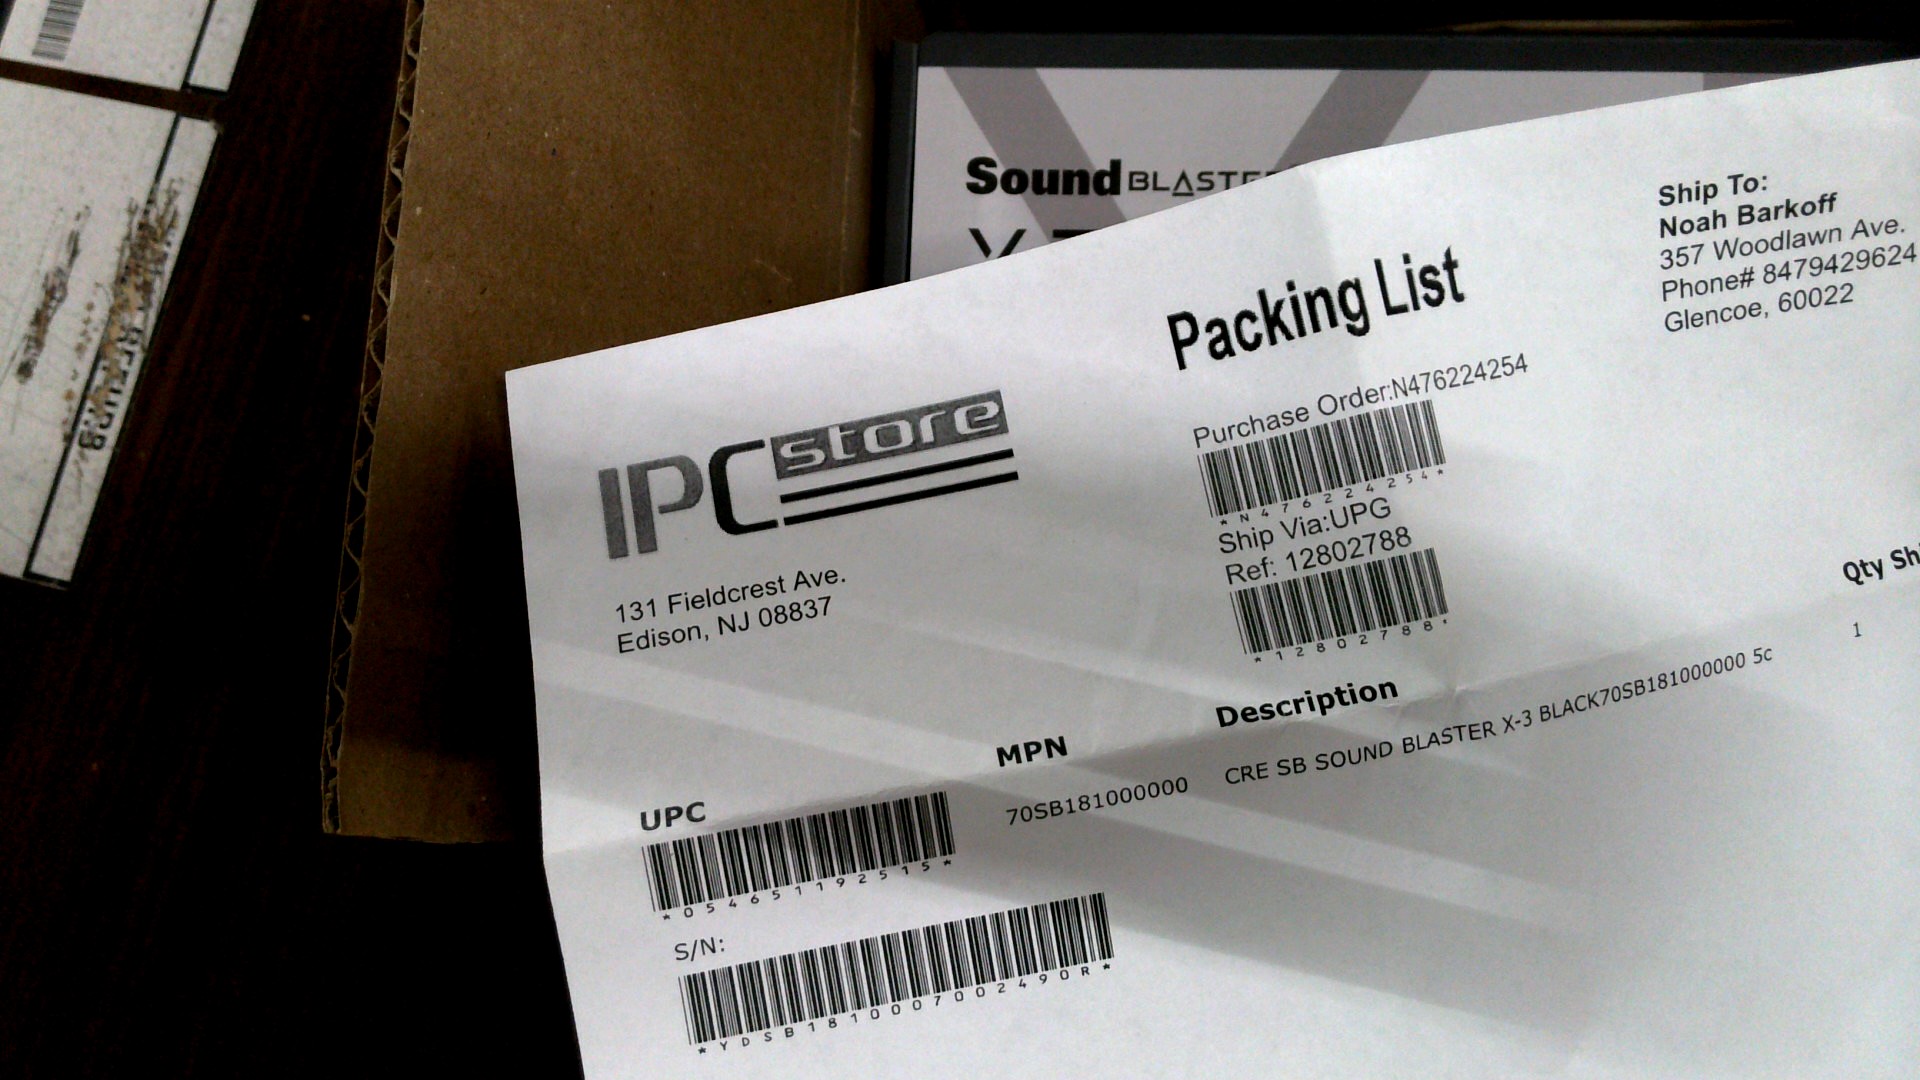 Sound BLASTER
Packing List
Ship To:
Noah Barkoff
357 Woodlawn Ave.
Phone# 8479429624
Glencoe, 60022
IPC store
131 Fieldcrest Ave.
Edison, NJ 08837
Purchase Order:N476224254
*N476224254*
Ship Via:UPG
Ref: 12802788
*12802788*
UPC
MPN
Description
Qty Shi
*054651192515*
70SB181000000
CRE SB SOUND BLASTER X-3 BLACK70SB181000000 5c
1
S/N:
*YDSB1810007002490R*